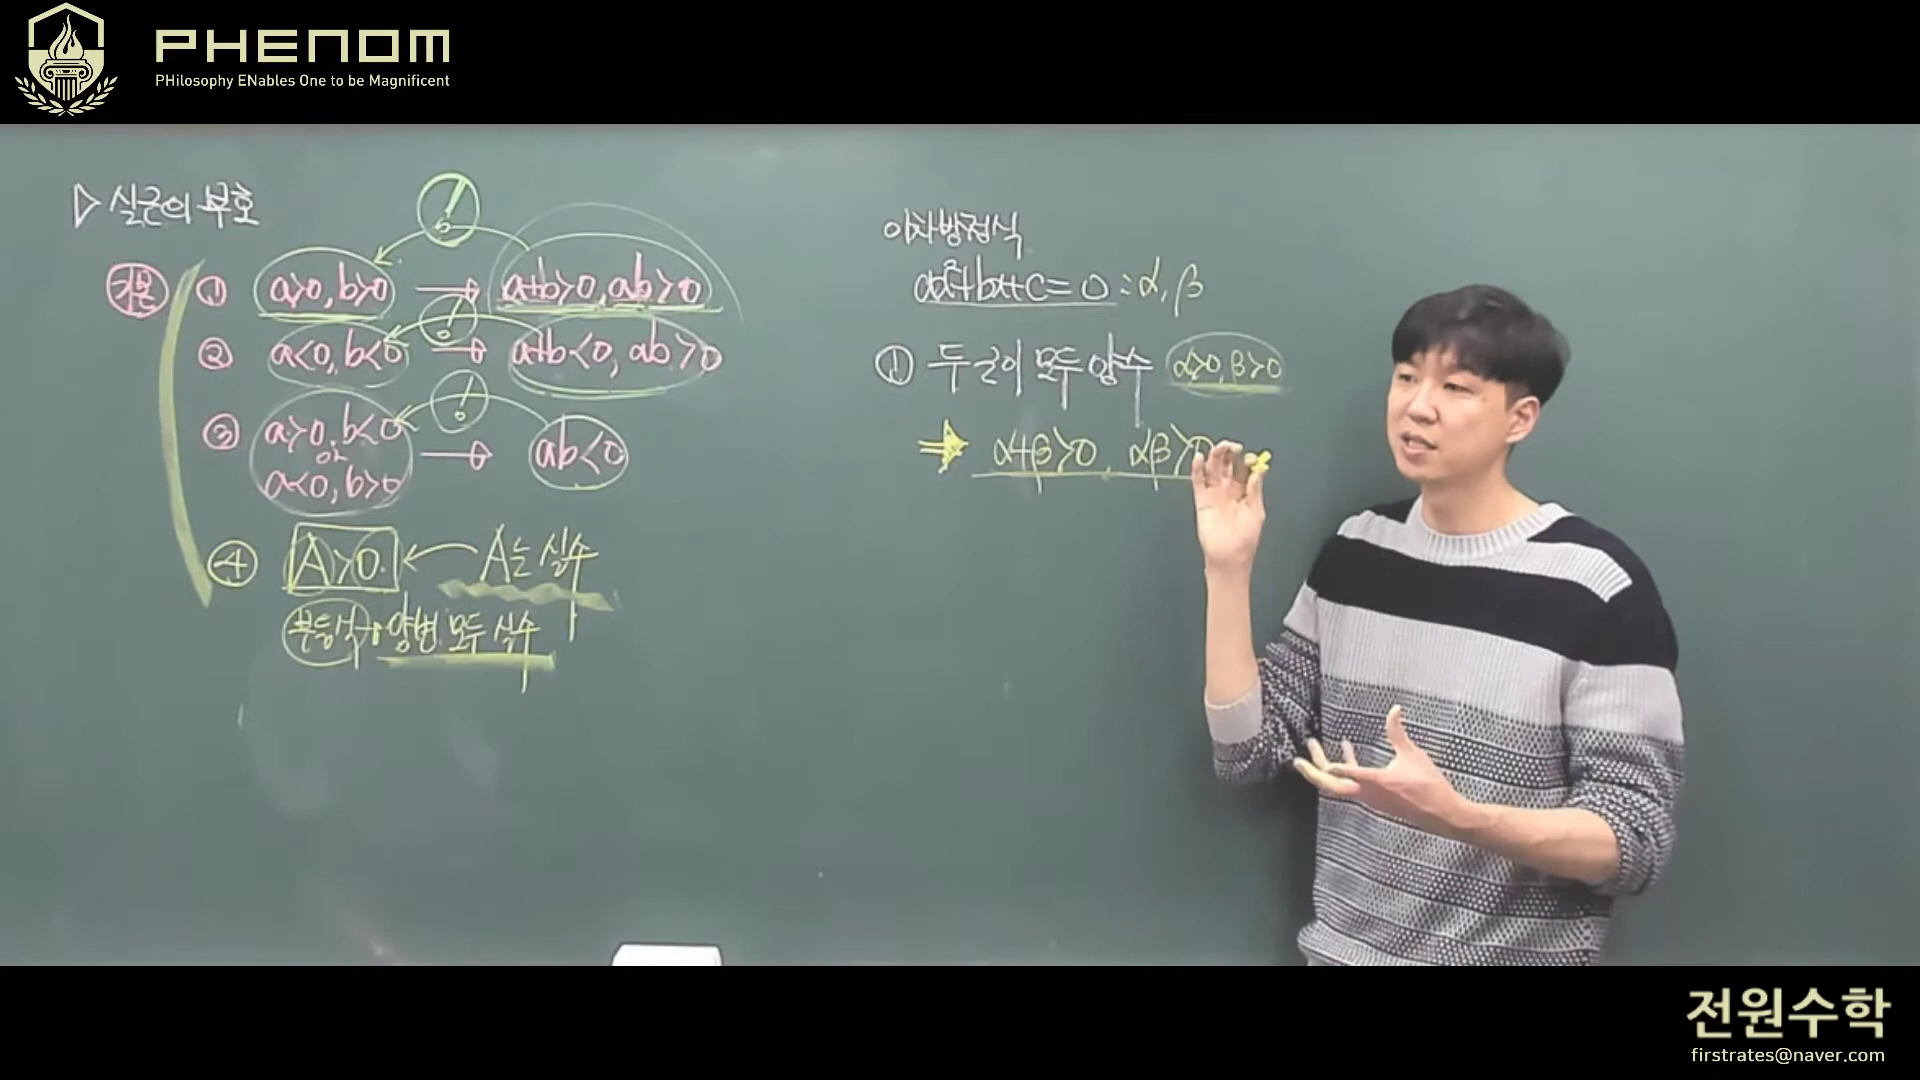 PHENOM
PHilosophy ENables One to be Magnificent
▷ 실근의 부호
기본 ① a>0, b>0 → a+b>0, ab>0
② a<0, b<0 → a+b<0, ab>0
③ a>0, b<0
or
a<0, b>0 → ab<0
④ A>0 ← A는 실수
부등식 → 양변 모두 실수
이차방정식
ax²+bx+c=0 : α, β
① 두 근이 모두 양수 α>0, β>0
⇒ α+β>0, αβ>0
전원수학
firstrates@naver.com